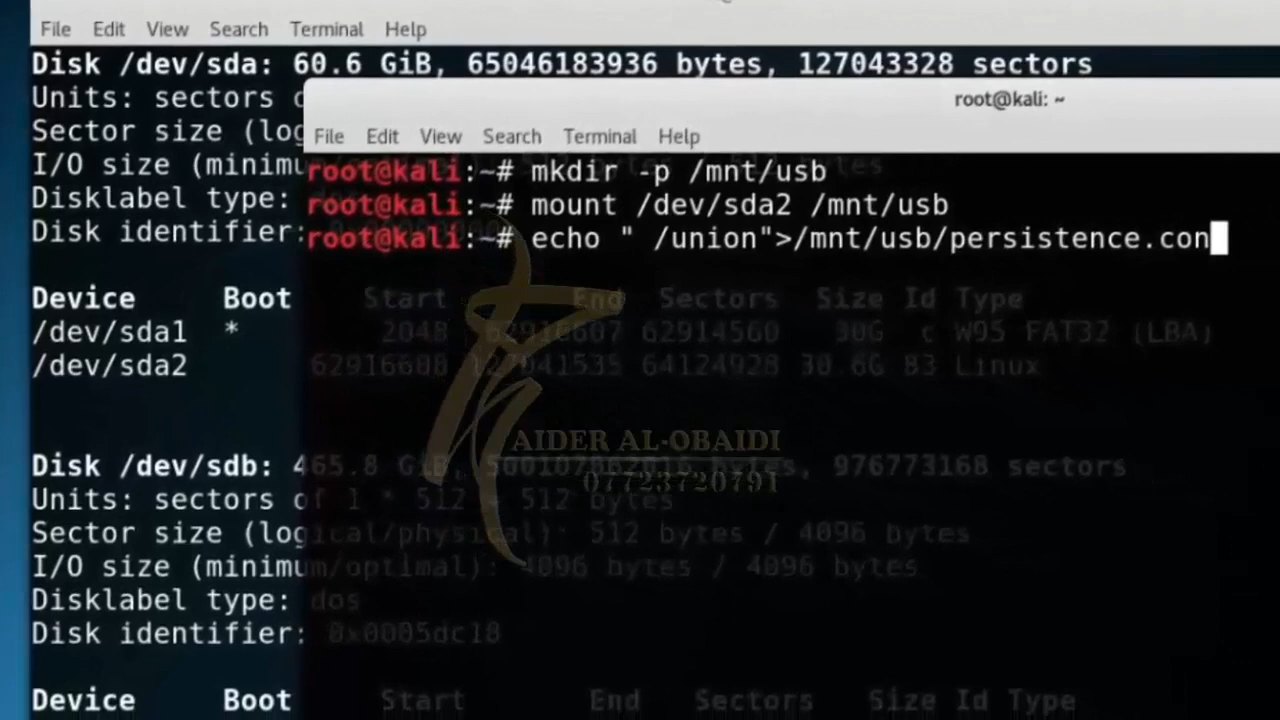 File Edit View Search Terminal Help
Disk /dev/sda: 60.6 GiB, 65046183936 bytes, 127043328 sectors
Units: sectors o
Sector size (log
I/O size (minimum
Disklabel type:
Disk identifier:
Device Boot Start End Sectors Size Id Type
/dev/sda1 * 2048 62916607 62914560 30G c W95 FAT32 (LBA)
/dev/sda2 62916608 127041535 64124928 30.6G 83 Linux
Disk /dev/sdb: 465.8 GiB, bytes, 976773168 sectors
Units: sectors of 1 * 512 = 512 bytes
Sector size (logical/physical): 512 bytes / 4096 bytes
I/O size (minimum/optimal): 4096 bytes / 4096 bytes
Disklabel type: dos
Disk identifier: 0x0005dc18
Device Boot Start End Sectors Size Id Type
root@kali: ~
File Edit View Search Terminal Help
root@kali:~# mkdir -p /mnt/usb
root@kali:~# mount /dev/sda2 /mnt/usb
root@kali:~# echo " /union">/mnt/usb/persistence.con
AIDER AL-OBAIDI
07723720791